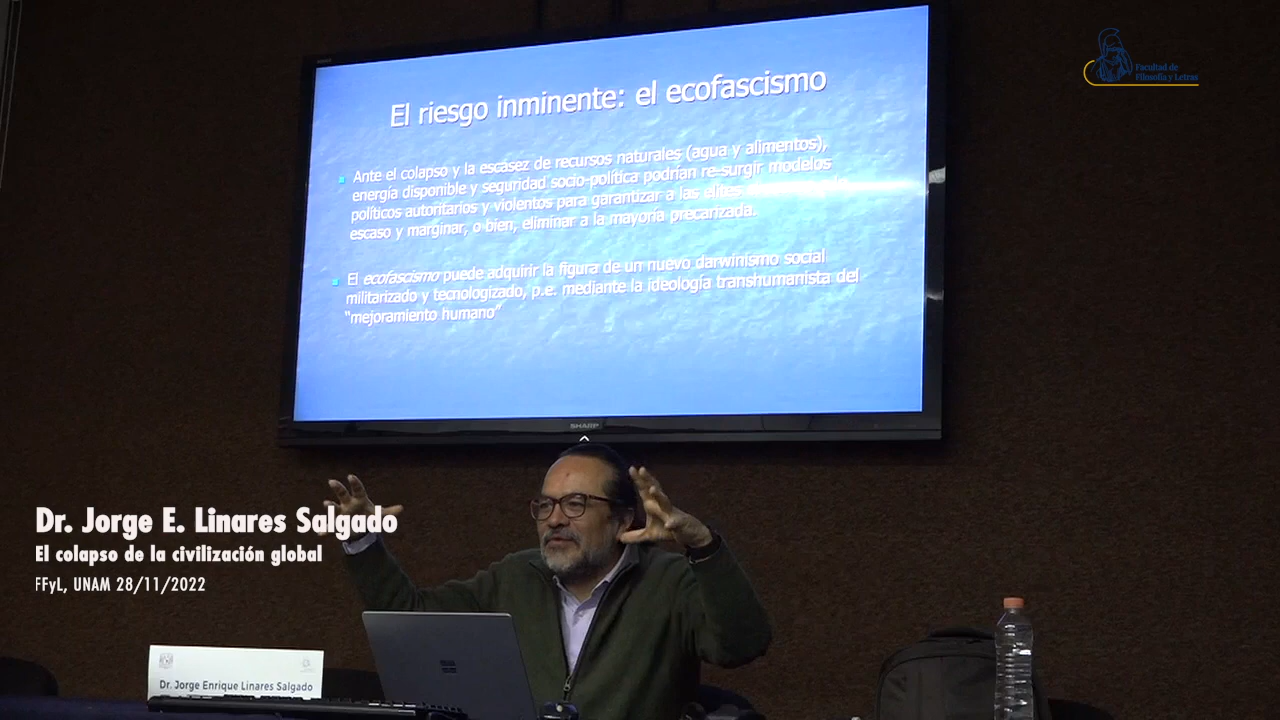 El riesgo inminente: el ecofascismo
Ante el colapso y la escasez de recursos naturales (agua y alimentos),
energía disponible y seguridad socio-política podrían re-surgir modelos
políticos autoritarios y violentos para garantizar a las elites
escaso y marginar, o bien, eliminar a la mayoría precarizada.
El ecofascismo puede adquirir la figura de un nuevo darwinismo social
militarizado y tecnologizado, p.e. mediante la ideología transhumanista del
"mejoramiento humano"
SHARP
Facultad de
Filosofía y Letras
Dr. Jorge E. Linares Salgado
El colapso de la civilización global
FFyL, UNAM 28/11/2022
Dr. Jorge Enrique Linares Salgado